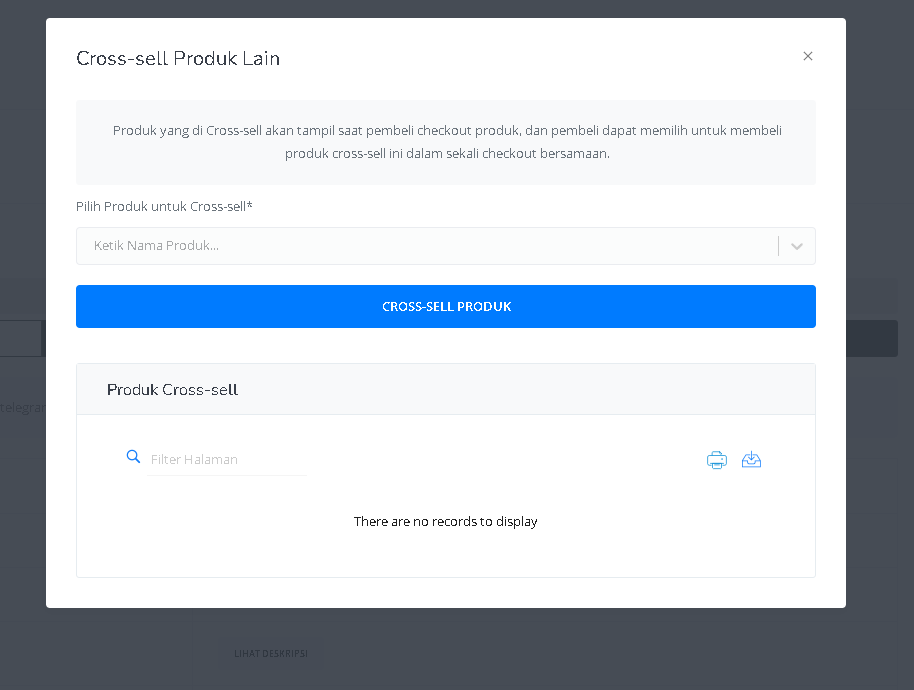 Cross-sell Produk Lain
Produk yang di Cross-sell akan tampil saat pembeli checkout produk, dan pembeli dapat memilih untuk membeli
produk cross-sell ini dalam sekali checkout bersamaan.
Pilih Produk untuk Cross-sell*
Ketik Nama Produk...
CROSS-SELL PRODUK
telegram
Produk Cross-sell
Filter Halaman
There are no records to display
LIHAT DESKRIPSI